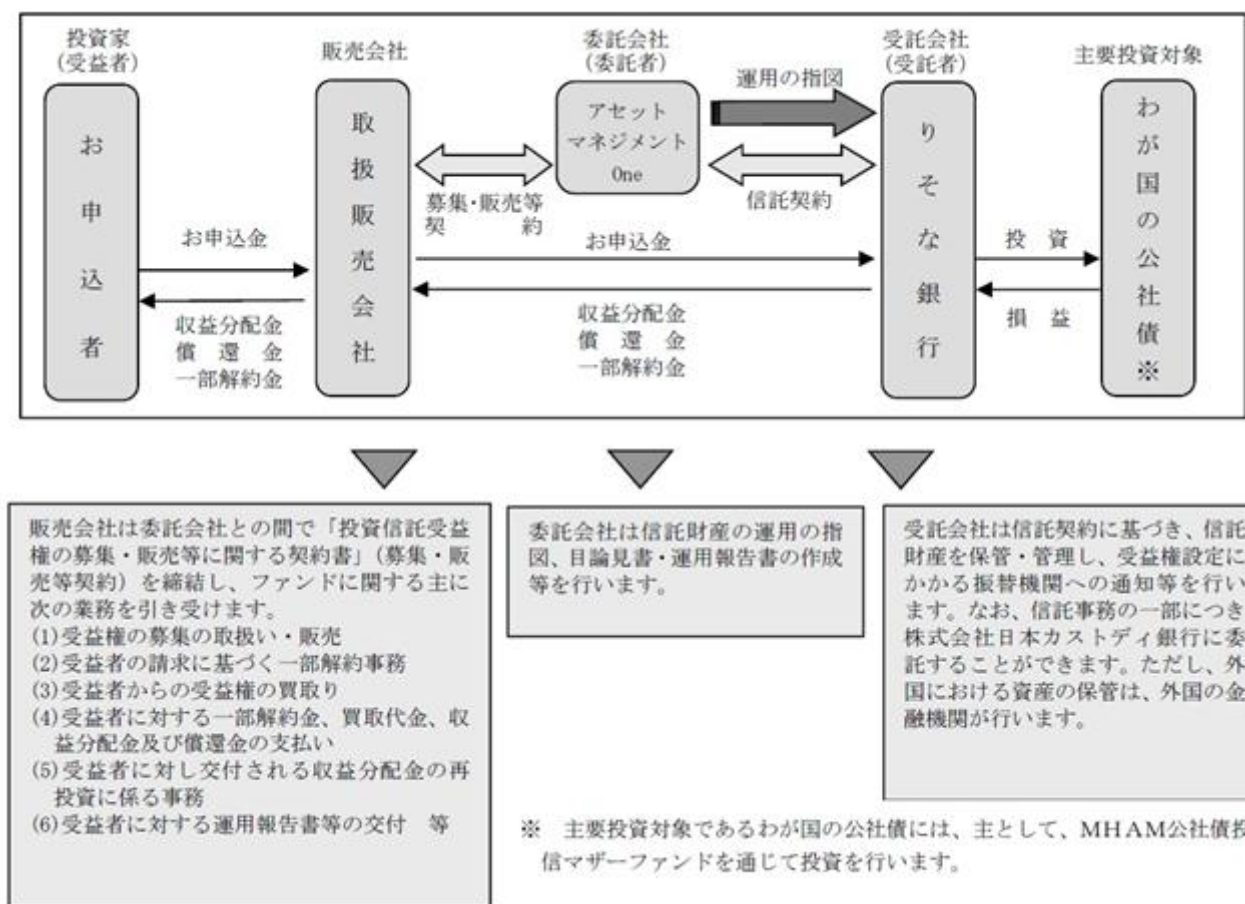 投資家
(受益者)
販売会社
委託会社
(委託者)
受託会社
(受託者)
主要投資対象
お申込者
取扱販売会社
アセット
マネジメント
One
運用の指図
りそな銀行
わが国の公社債※
募集・販売等
契　　　約
信託契約
お申込金
お申込金
投　資
収益分配金
償　還　金
一部解約金
収益分配金
償　還　金
一部解約金
損　益
販売会社は委託会社との間で「投資信託受益
権の募集・販売等に関する契約書」（募集・販
売等契約）を締結し、ファンドに関する主に
次の業務を引き受けます。
(1)受益権の募集の取扱い・販売
(2)受益者の請求に基づく一部解約事務
(3)受益者からの受益権の買取り
(4)受益者に対する一部解約金、買取代金、収
益分配金及び償還金の支払い
(5)受益者に対し交付される収益分配金の再
投資に係る事務
(6)受益者に対する運用報告書等の交付　等
委託会社は信託財産の運用の指
図、目論見書・運用報告書の作成
等を行います。
受託会社は信託契約に基づき、信託
財産を保管・管理し、受益権設定に
かかる振替機関への通知等を行い
ます。なお、信託事務の一部につき
株式会社日本カストディ銀行に委
託することができます。ただし、外
国における資産の保管は、外国の金
融機関が行います。
※　主要投資対象であるわが国の公社債には、主として、ＭＨＡＭ公社債投
信マザーファンドを通じて投資を行います。